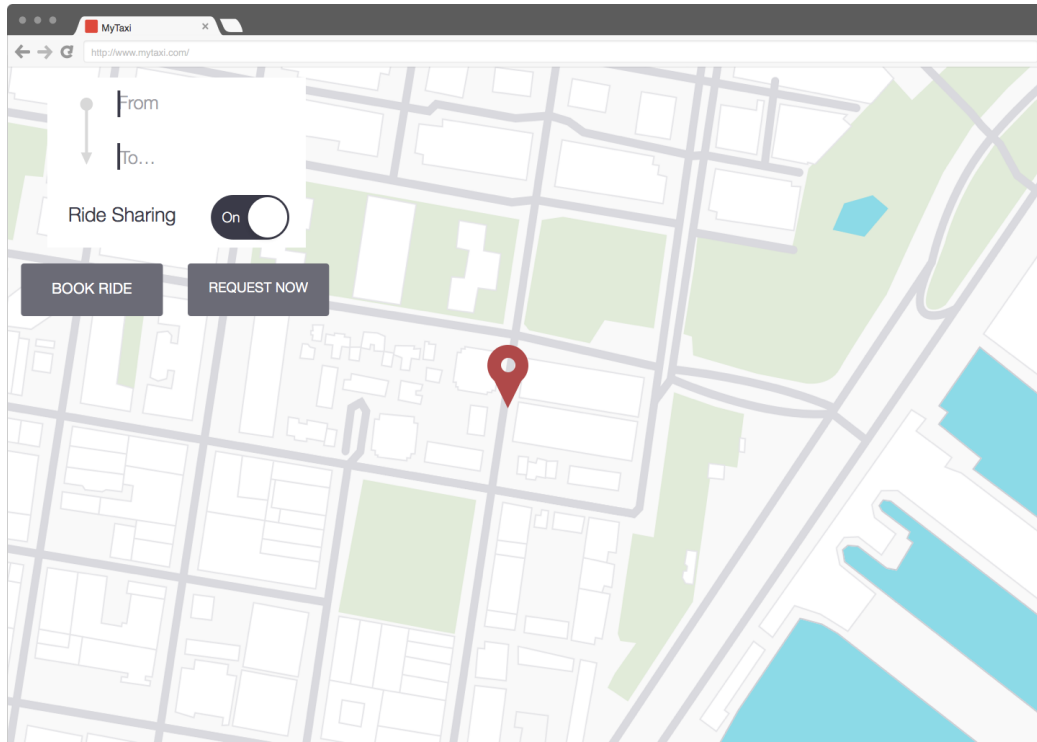 MyTaxi
http://www.mytaxi.com/
From
To...
Ride Sharing
On
BOOK RIDE
REQUEST NOW